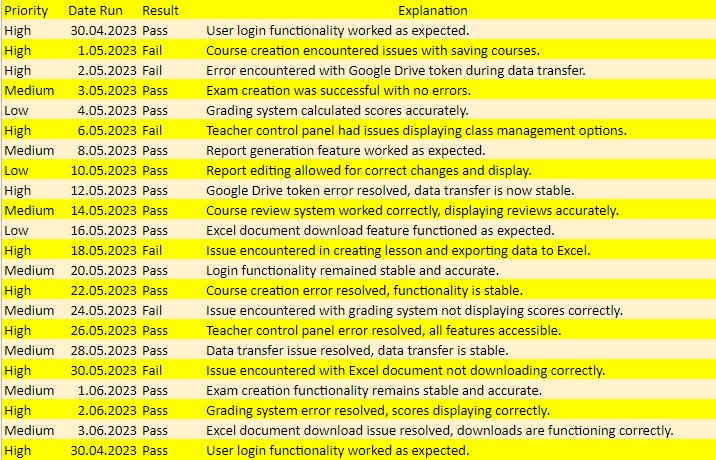 Priority Date Run Result Explanation
High 30.04.2023 Pass User login functionality worked as expected.
High 1.05.2023 Fail Course creation encountered issues with saving courses.
High 2.05.2023 Fail Error encountered with Google Drive token during data transfer.
Medium 3.05.2023 Pass Exam creation was successful with no errors.
Low 4.05.2023 Pass Grading system calculated scores accurately.
High 6.05.2023 Fail Teacher control panel had issues displaying class management options.
Medium 8.05.2023 Pass Report generation feature worked as expected.
Low 10.05.2023 Pass Report editing allowed for correct changes and display.
High 12.05.2023 Pass Google Drive token error resolved, data transfer is now stable.
Medium 14.05.2023 Pass Course review system worked correctly, displaying reviews accurately.
Low 16.05.2023 Pass Excel document download feature functioned as expected.
High 18.05.2023 Fail Issue encountered in creating lesson and exporting data to Excel.
Medium 20.05.2023 Pass Login functionality remained stable and accurate.
High 22.05.2023 Pass Course creation error resolved, functionality is stable.
Medium 24.05.2023 Fail Issue encountered with grading system not displaying scores correctly.
High 26.05.2023 Pass Teacher control panel error resolved, all features accessible.
Medium 28.05.2023 Pass Data transfer issue resolved, data transfer is stable.
High 30.05.2023 Fail Issue encountered with Excel document not downloading correctly.
Medium 1.06.2023 Pass Exam creation functionality remains stable and accurate.
High 2.06.2023 Pass Grading system error resolved, scores displaying correctly.
Medium 3.06.2023 Pass Excel document download issue resolved, downloads are functioning correctly.
High 30.04.2023 Pass User login functionality worked as expected.